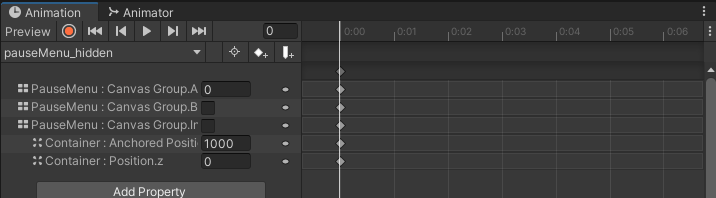 Animation Animator
Preview 0 0:00 0:01 0:02 0:03 0:04 0:05 0:06
pauseMenu_hidden
PauseMenu : Canvas Group.A 0
PauseMenu : Canvas Group.B
PauseMenu : Canvas Group.Ir
Container : Anchored Positi 1000
Container : Position.z 0
Add Property